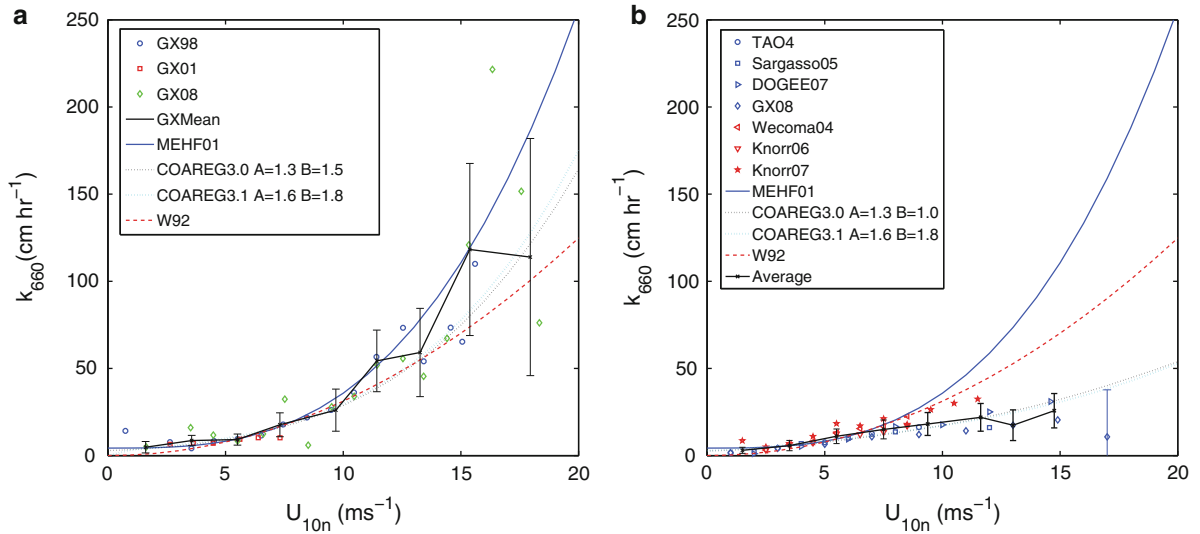 a
250
200
150
100
50
0
k660(cm hr−1)
GX98
GX01
GX08
GXMean
MEHF01
COAREG3.0 A=1.3 B=1.5
COAREG3.1 A=1.6 B=1.8
W92
0 5 10 15 20
U10n (ms−1)
b
250
200
150
100
50
0
k660 (cm hr−1)
TAO4
Sargasso05
DOGEE07
GX08
Wecoma04
Knorr06
Knorr07
MEHF01
COAREG3.0 A=1.3 B=1.0
COAREG3.1 A=1.6 B=1.8
W92
Average
0 5 10 15 20
U10n (ms−1)